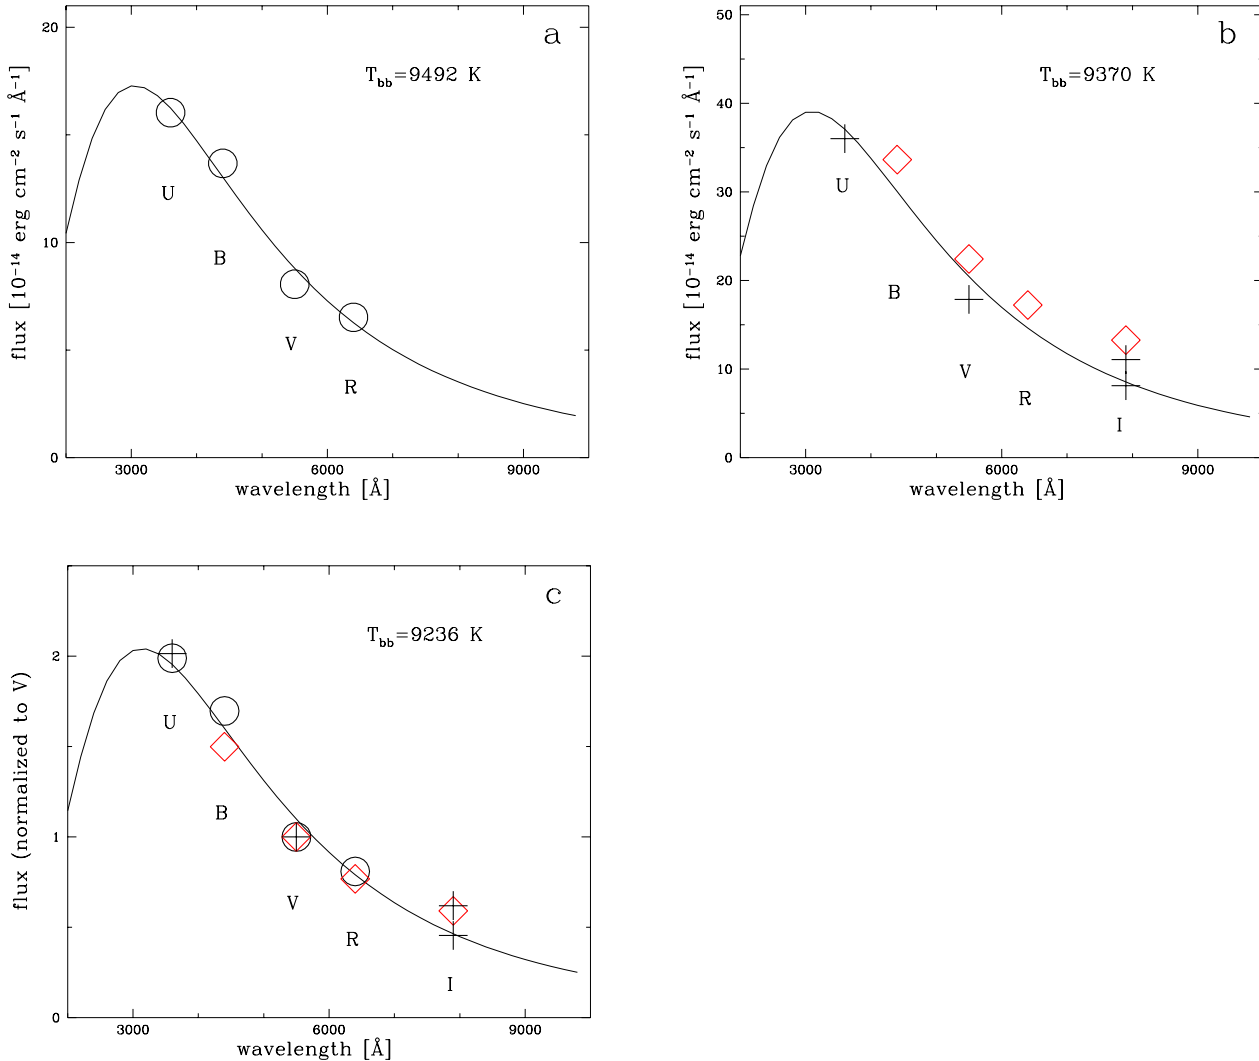 a
T_bb=9492 K
20
10
0
U
B
V
R
3000
6000
9000
wavelength [Å]
flux [10⁻¹⁴ erg cm⁻² s⁻¹ Å⁻¹]
b
T_bb=9370 K
50
40
30
20
10
0
U
B
V
R
I
3000
6000
9000
wavelength [Å]
flux [10⁻¹⁴ erg cm⁻² s⁻¹ Å⁻¹]
c
T_bb=9236 K
2
1
0
U
B
V
R
I
3000
6000
9000
wavelength [Å]
flux (normalized to V)